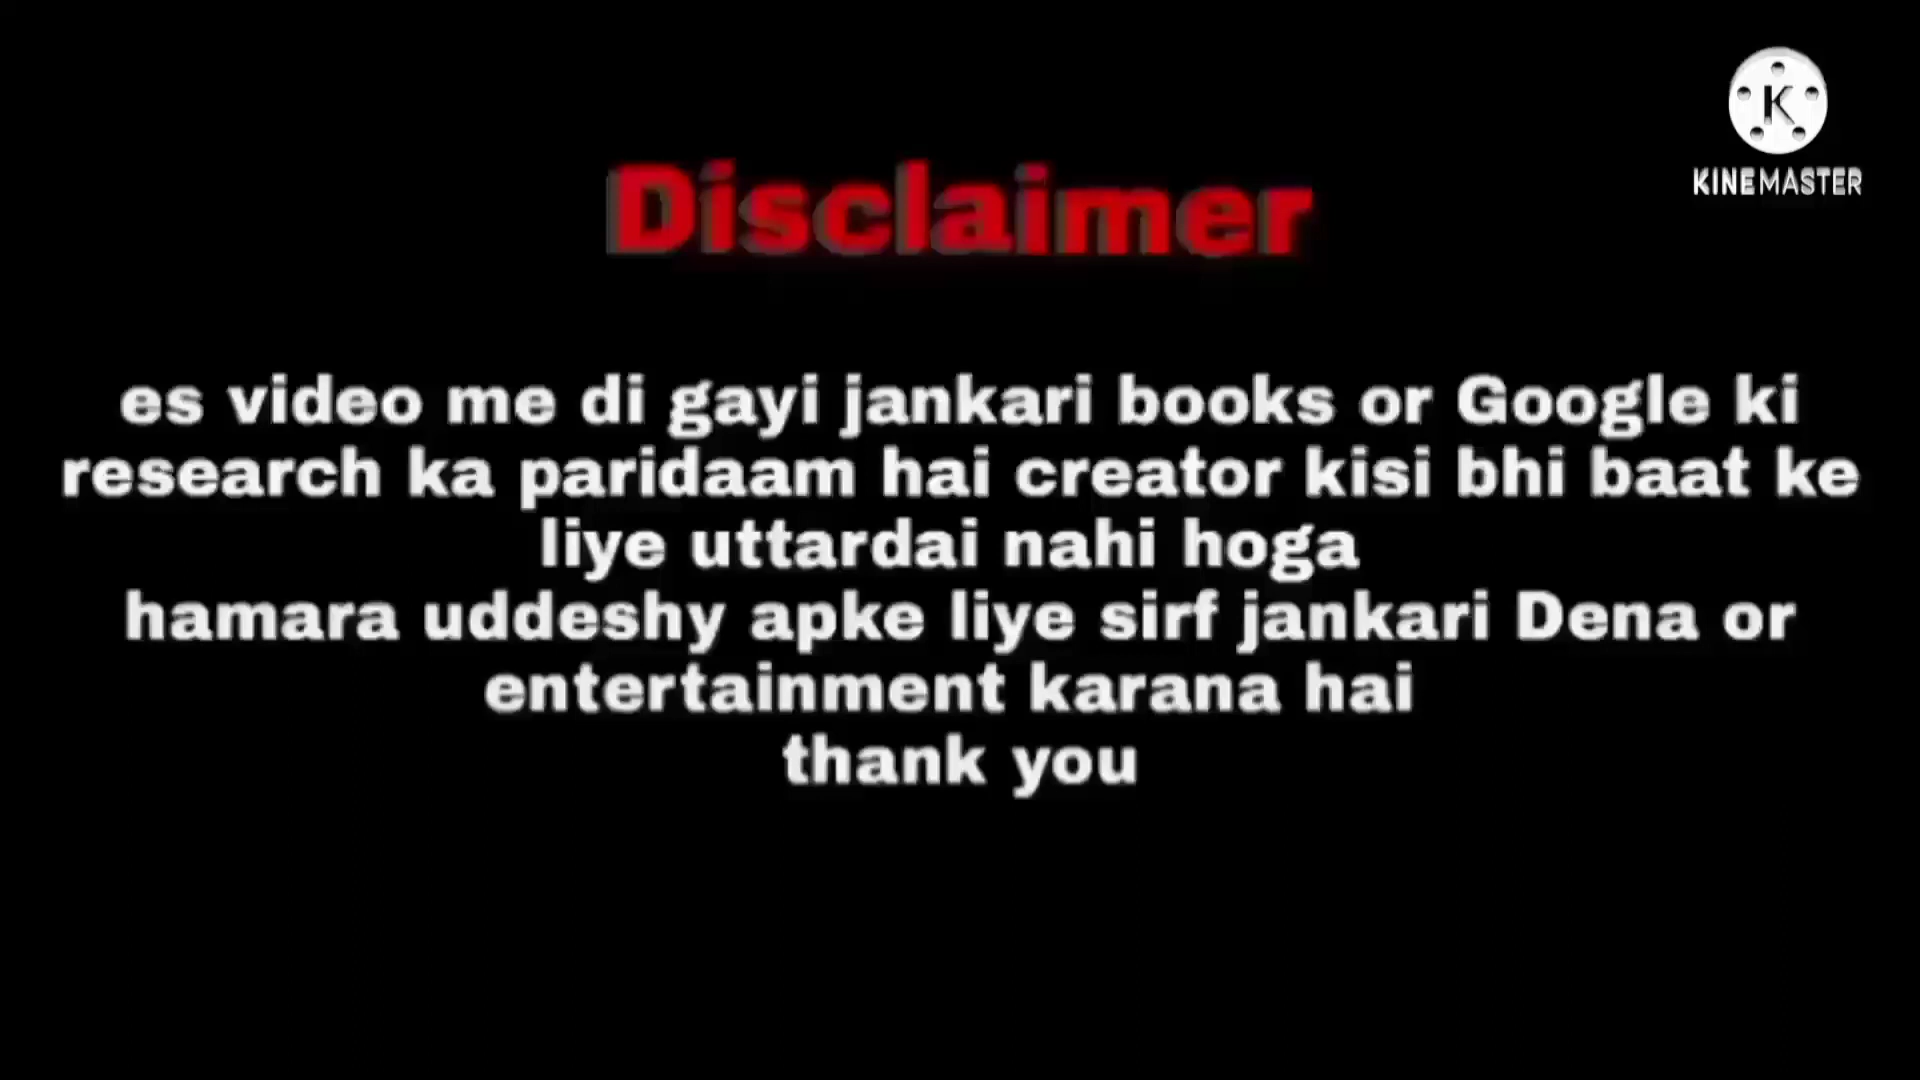 KINEMASTER
Disclaimer
es video me di gayi jankari books or Google ki
research ka paridaam hai creator kisi bhi baat ke
liye uttardai nahi hoga
hamara uddeshy apke liye sirf jankari Dena or
entertainment karana hai
thank you